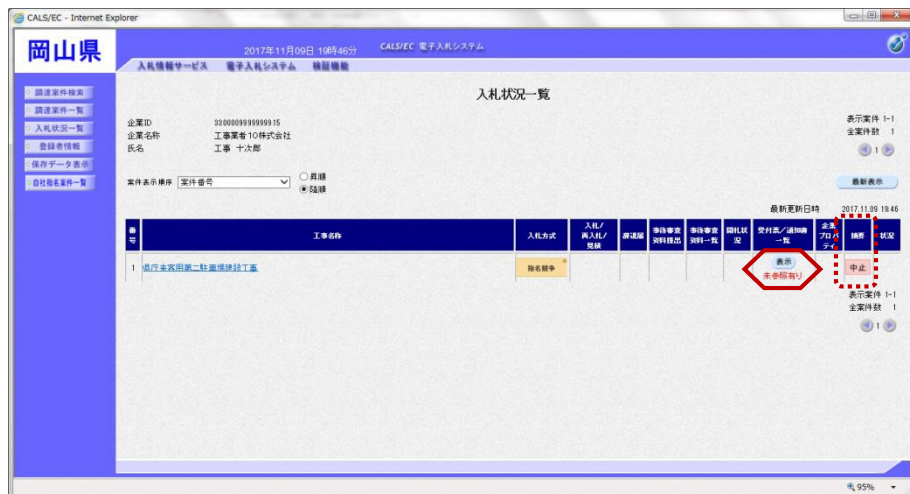 CALS/EC - Internet Explorer
岡山県
2017年11月09日 19時46分
CALS/EC 電子入札システム
入札情報サービス 電子入札システム 検証機能
調達案件検索
調達案件一覧
入札状況一覧
登録者情報
保存データ表示
自社指名案件一覧
入札状況一覧
企業ID 3300009999999915
企業名称 工事業者10株式会社
氏名 工事 十次郎
表示案件 1-1
全案件数 1
1
案件表示順序 案件番号
昇順
降順
最新表示
最新更新日時 2017.11.09 19:46
番号 工事名称 入札方式 入札/再入札/見積 辞退届 事後審査資料提出 事後審査資料一覧 開札状況 受付票/通知書一覧 企業プロパティ 摘要 状況
1 県庁来客用第二駐車場建設工事 指名競争 表示 未参照有り 中止
表示案件 1-1
全案件数 1
1
95%